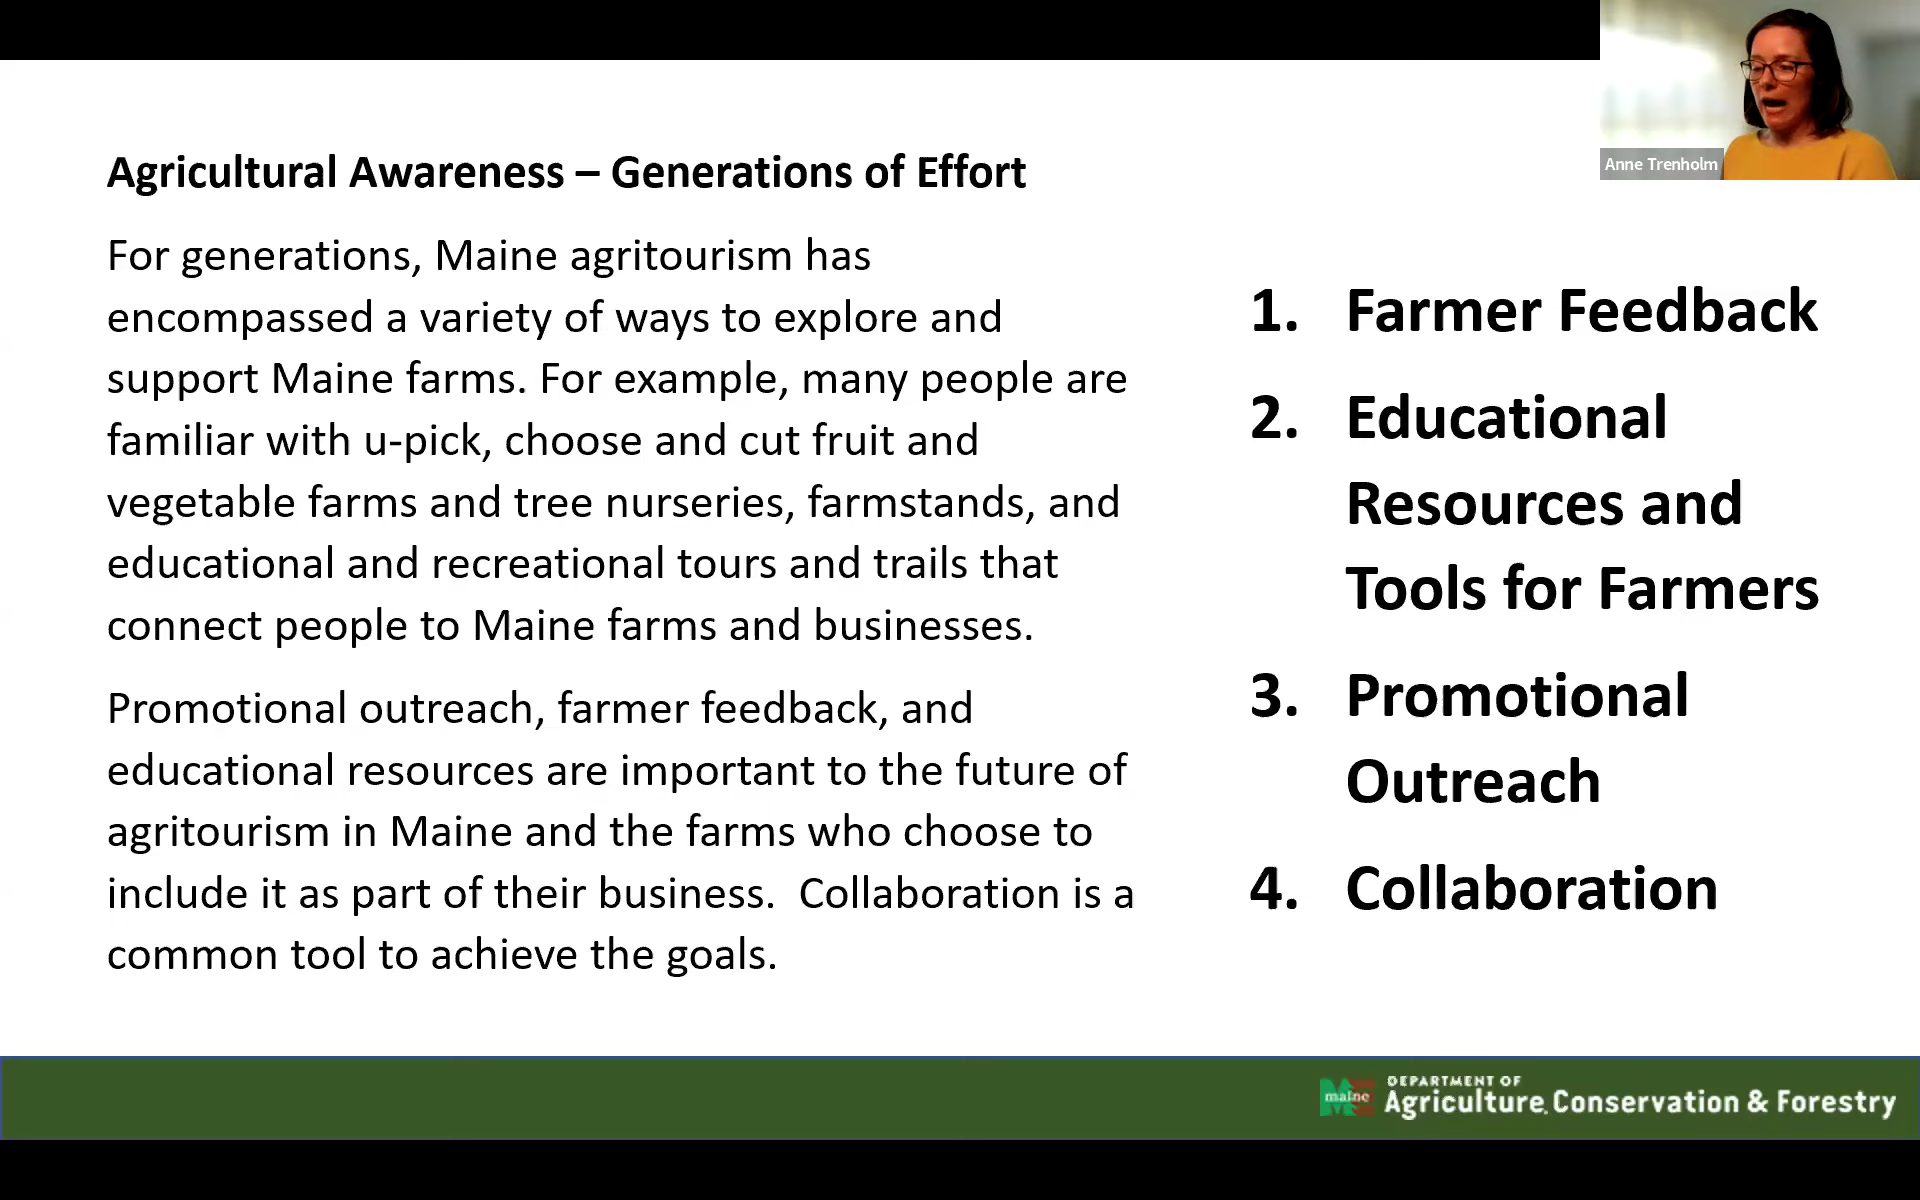 Anne Trenholm
Agricultural Awareness – Generations of Effort
For generations, Maine agritourism has
encompassed a variety of ways to explore and
support Maine farms. For example, many people are
familiar with u-pick, choose and cut fruit and
vegetable farms and tree nurseries, farmstands, and
educational and recreational tours and trails that
connect people to Maine farms and businesses.
Promotional outreach, farmer feedback, and
educational resources are important to the future of
agritourism in Maine and the farms who choose to
include it as part of their business.  Collaboration is a
common tool to achieve the goals.
1. Farmer Feedback
2. Educational
Resources and
Tools for Farmers
3. Promotional
Outreach
4. Collaboration
maine
DEPARTMENT OF
Agriculture, Conservation & Forestry